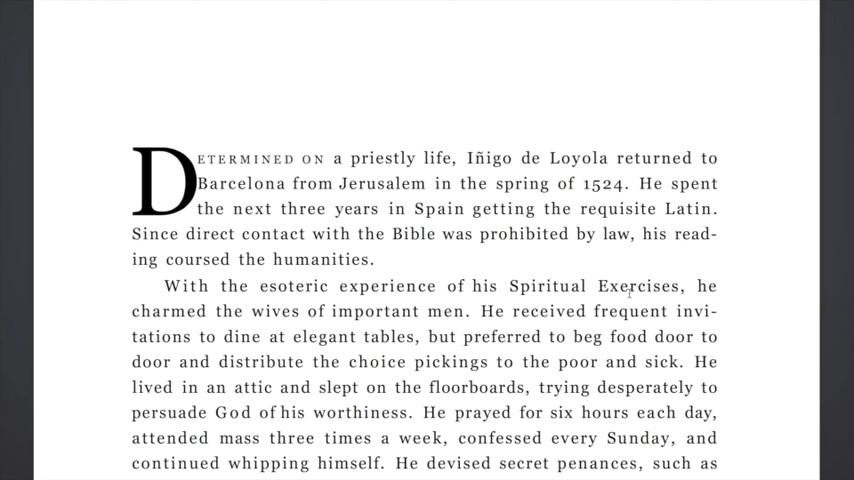 DETERMINED ON a priestly life, Iñigo de Loyola returned to
Barcelona from Jerusalem in the spring of 1524. He spent
the next three years in Spain getting the requisite Latin.
Since direct contact with the Bible was prohibited by law, his read-
ing coursed the humanities.
With the esoteric experience of his Spiritual Exercises, he
charmed the wives of important men. He received frequent invi-
tations to dine at elegant tables, but preferred to beg food door to
door and distribute the choice pickings to the poor and sick. He
lived in an attic and slept on the floorboards, trying desperately to
persuade God of his worthiness. He prayed for six hours each day,
attended mass three times a week, confessed every Sunday, and
continued whipping himself. He devised secret penances, such as